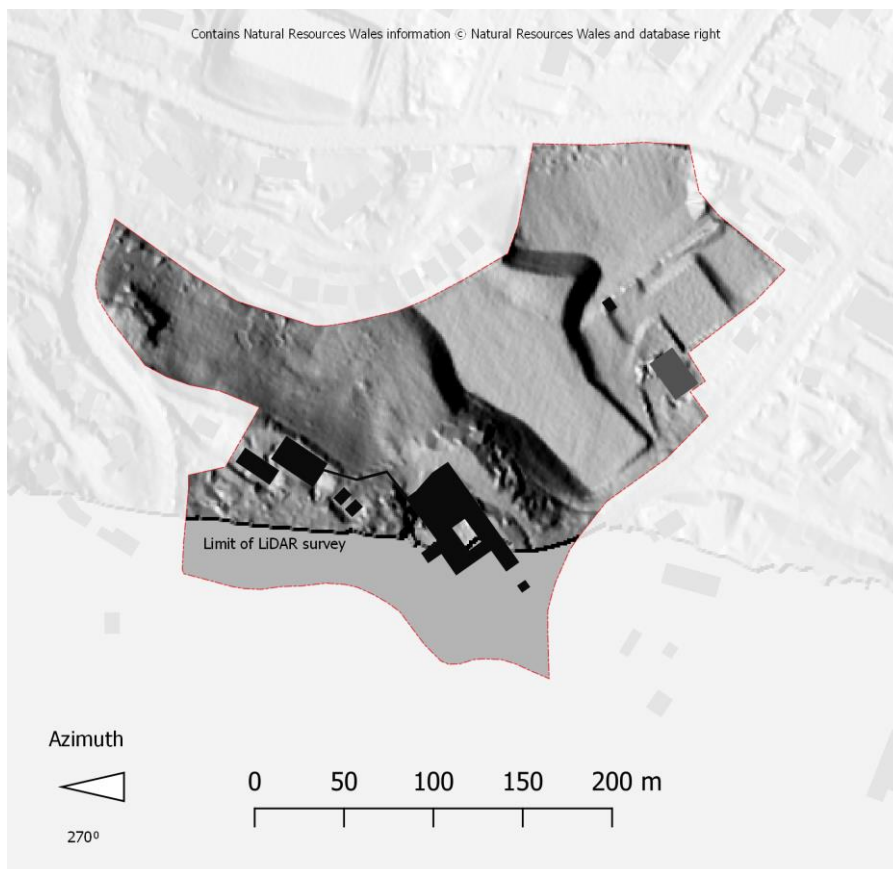 Contains Natural Resources Wales information © Natural Resources Wales and database right
Limit of LiDAR survey
Azimuth
270⁰
0 50 100 150 200 m